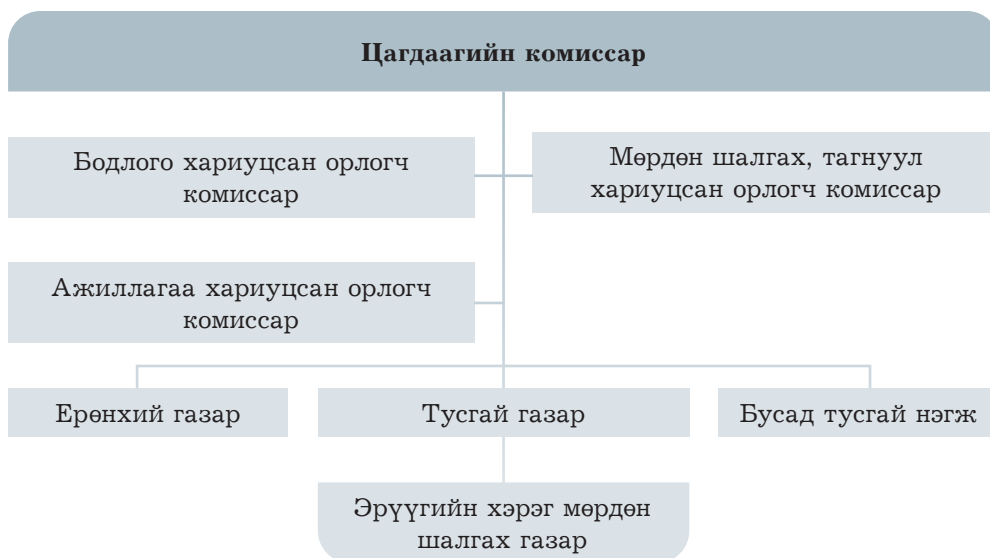 Цагдаагийн комиссар
Бодлого хариуцсан орлогч
комиссар
Мөрдөн шалгах, тагнуул
хариуцсан орлогч комиссар
Ажиллагаа хариуцсан орлогч
комиссар
Ерөнхий газар
Тусгай газар
Бусад тусгай нэгж
Эрүүгийн хэрэг мөрдөн
шалгах газар